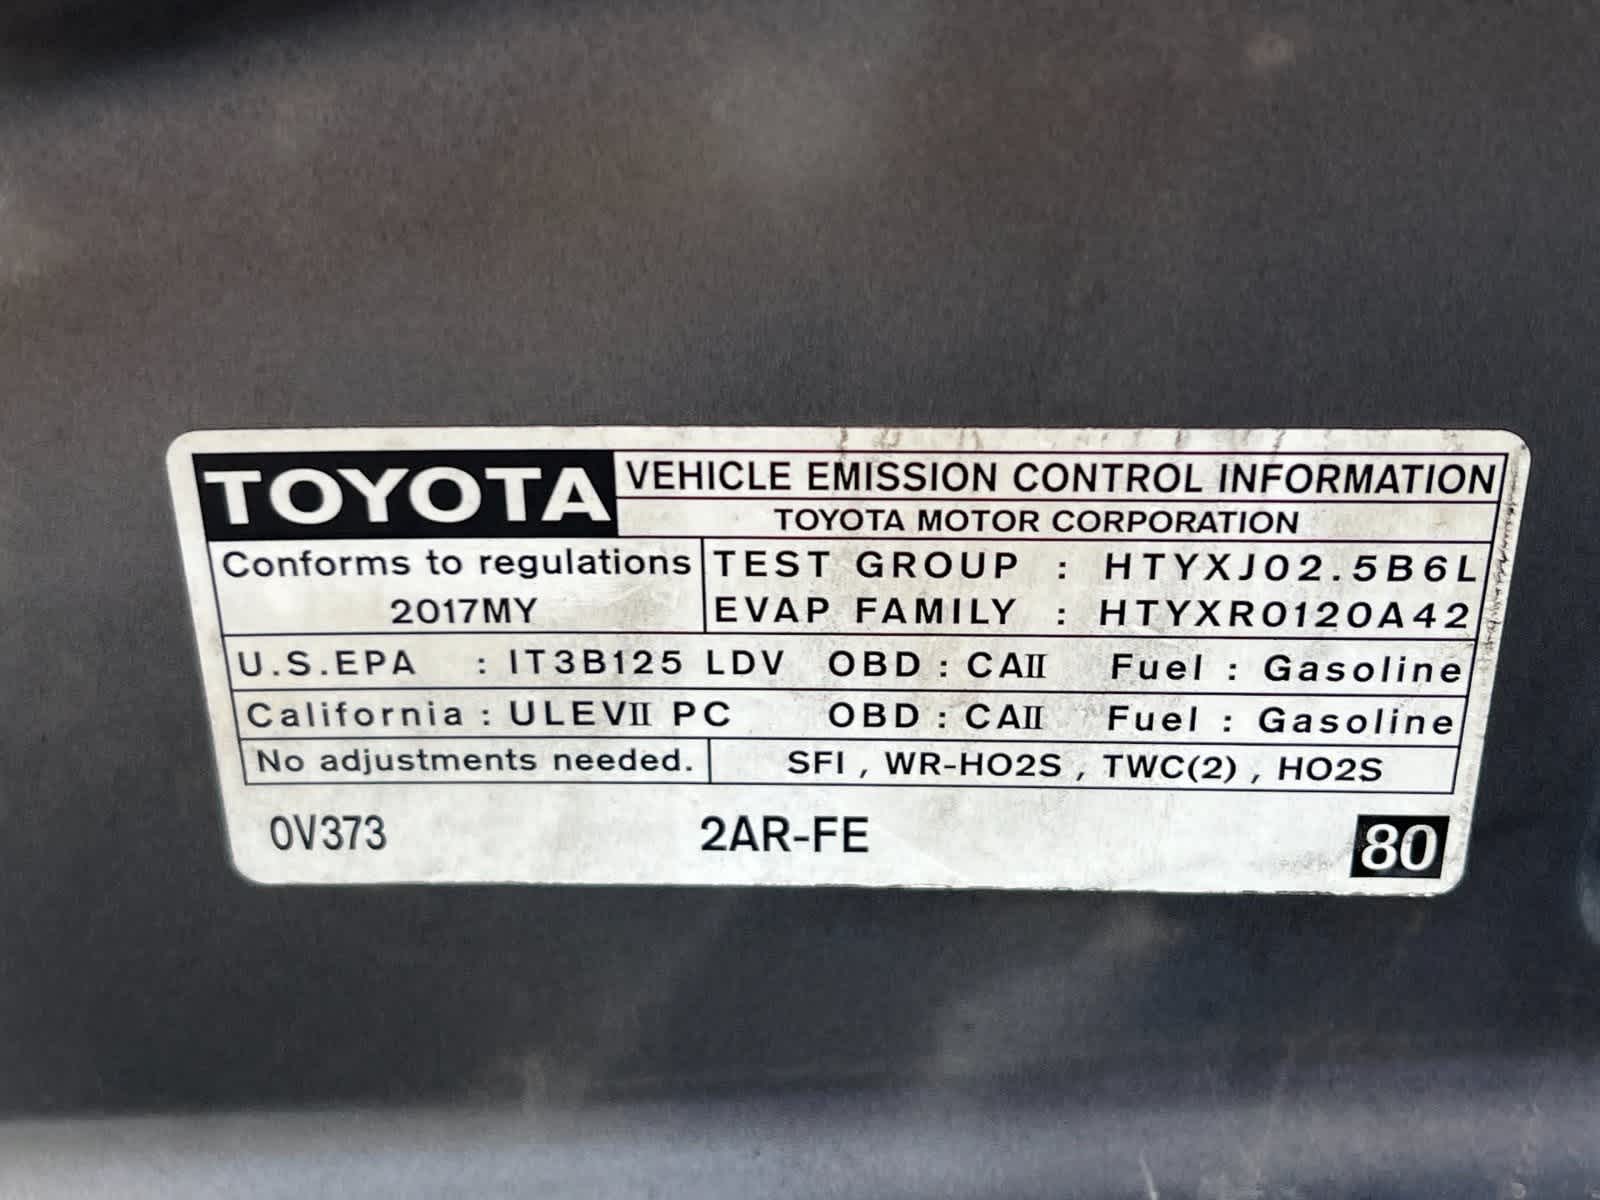 TOYOTA VEHICLE EMISSION CONTROL INFORMATION
TOYOTA MOTOR CORPORATION
Conforms to regulations TEST GROUP : HTYXJ02.5B6L
2017MY EVAP FAMILY : HTYXR0120A42
U.S.EPA : IT3B125 LDV OBD : CAII Fuel : Gasoline
California : ULEVII PC OBD : CAII Fuel : Gasoline
No adjustments needed. SFI , WR-HO2S , TWC(2) , HO2S
0V373 2AR-FE 80